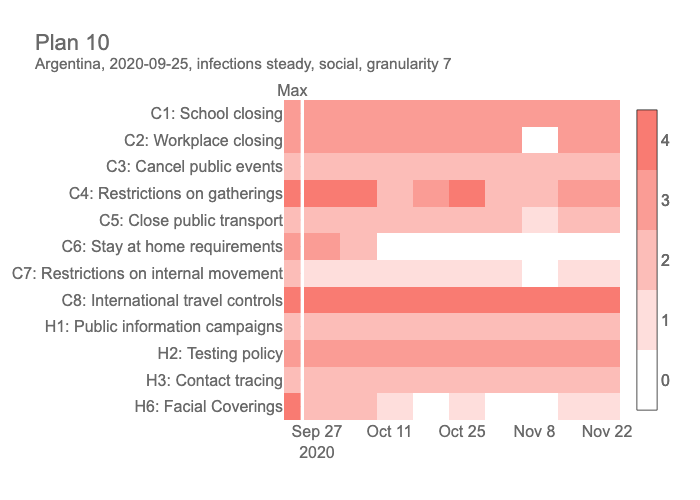 Plan 10
Argentina, 2020-09-25, infections steady, social, granularity 7
Max
C1: School closing
C2: Workplace closing
C3: Cancel public events
C4: Restrictions on gatherings
C5: Close public transport
C6: Stay at home requirements
C7: Restrictions on internal movement
C8: International travel controls
H1: Public information campaigns
H2: Testing policy
H3: Contact tracing
H6: Facial Coverings
4
3
2
1
0
Sep 27 Oct 11 Oct 25 Nov 8 Nov 22
2020